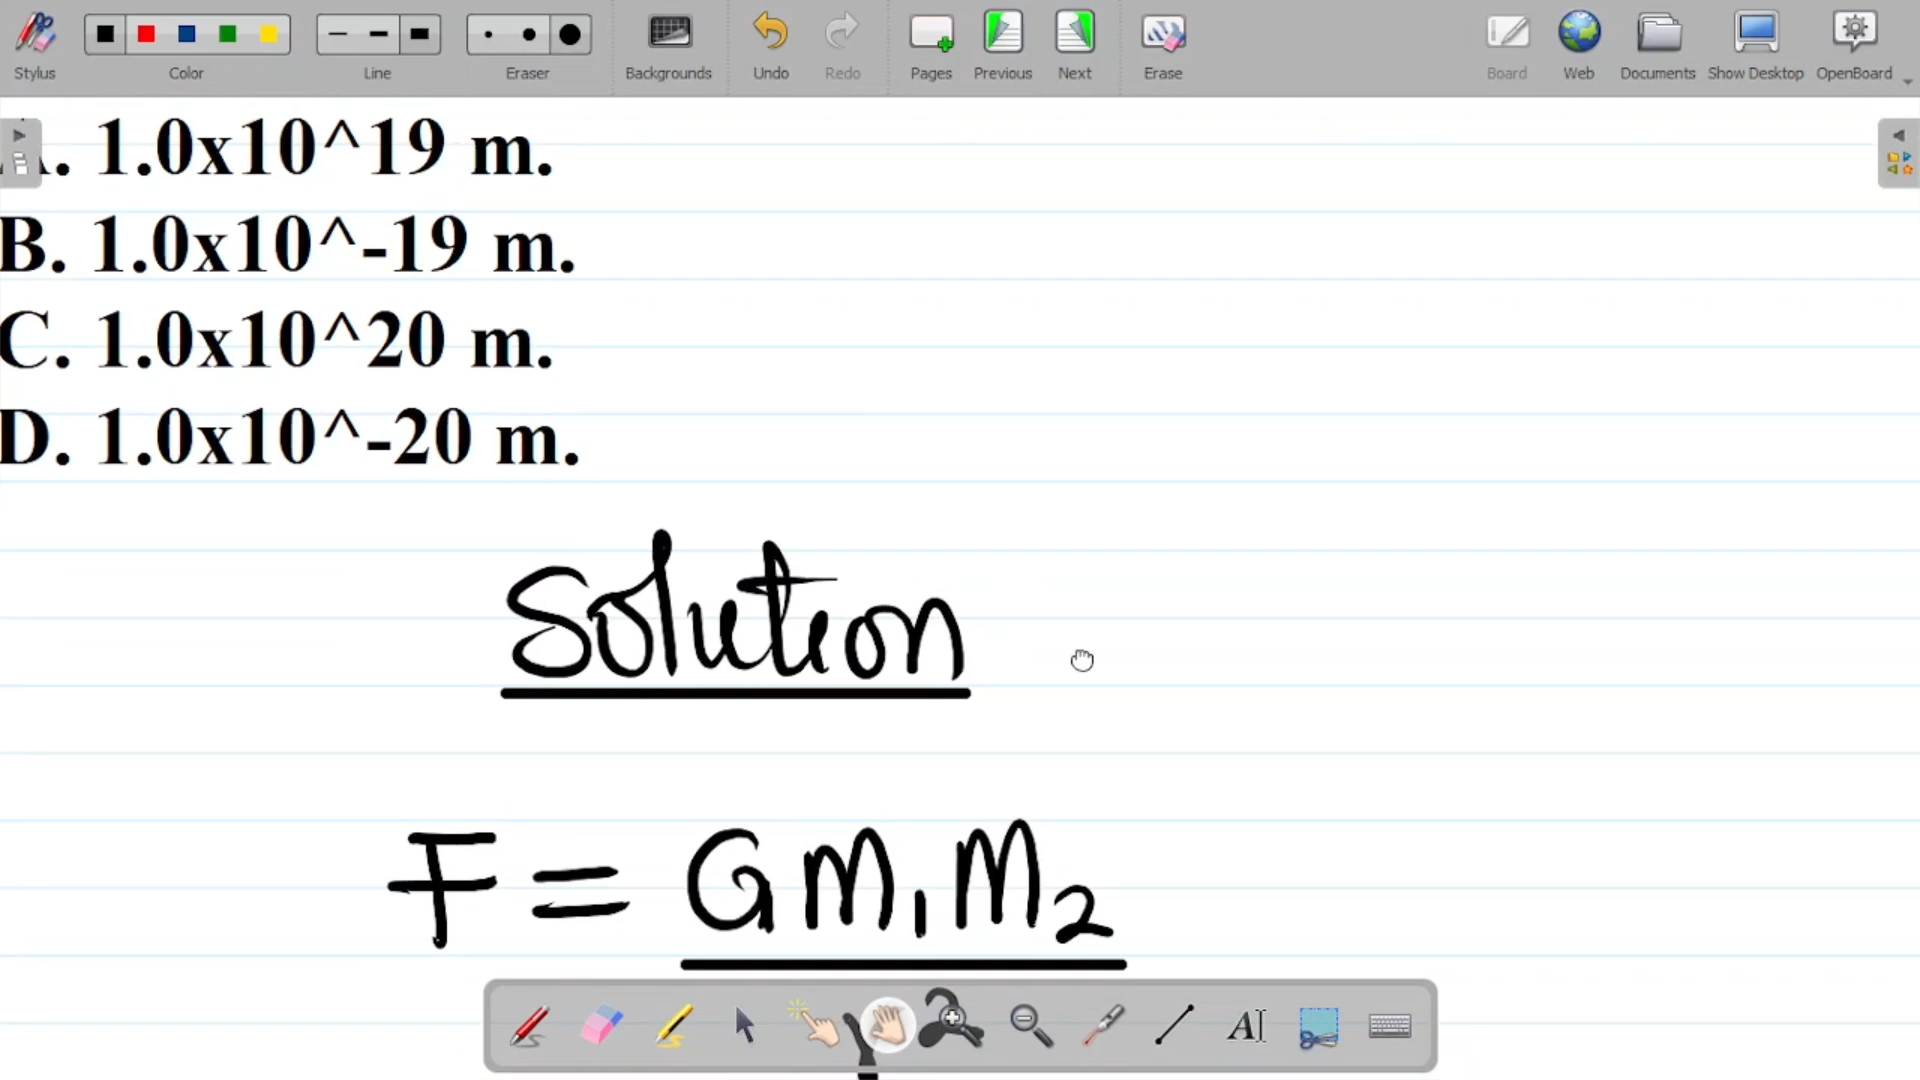 Stylus Color Line Eraser Backgrounds Undo Redo Pages Previous Next Erase Board Web Documents Show Desktop OpenBoard
. 1.0x10^19 m.
B. 1.0x10^-19 m.
C. 1.0x10^20 m.
D. 1.0x10^-20 m.
Solution
F = GM₁M₂